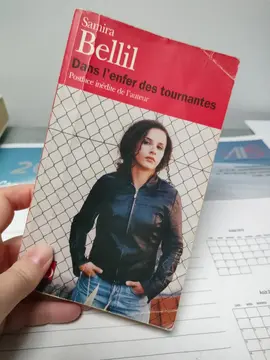 Samira
Bellil
Dans l'enfer des tournantes
Postface inédite de l'auteur